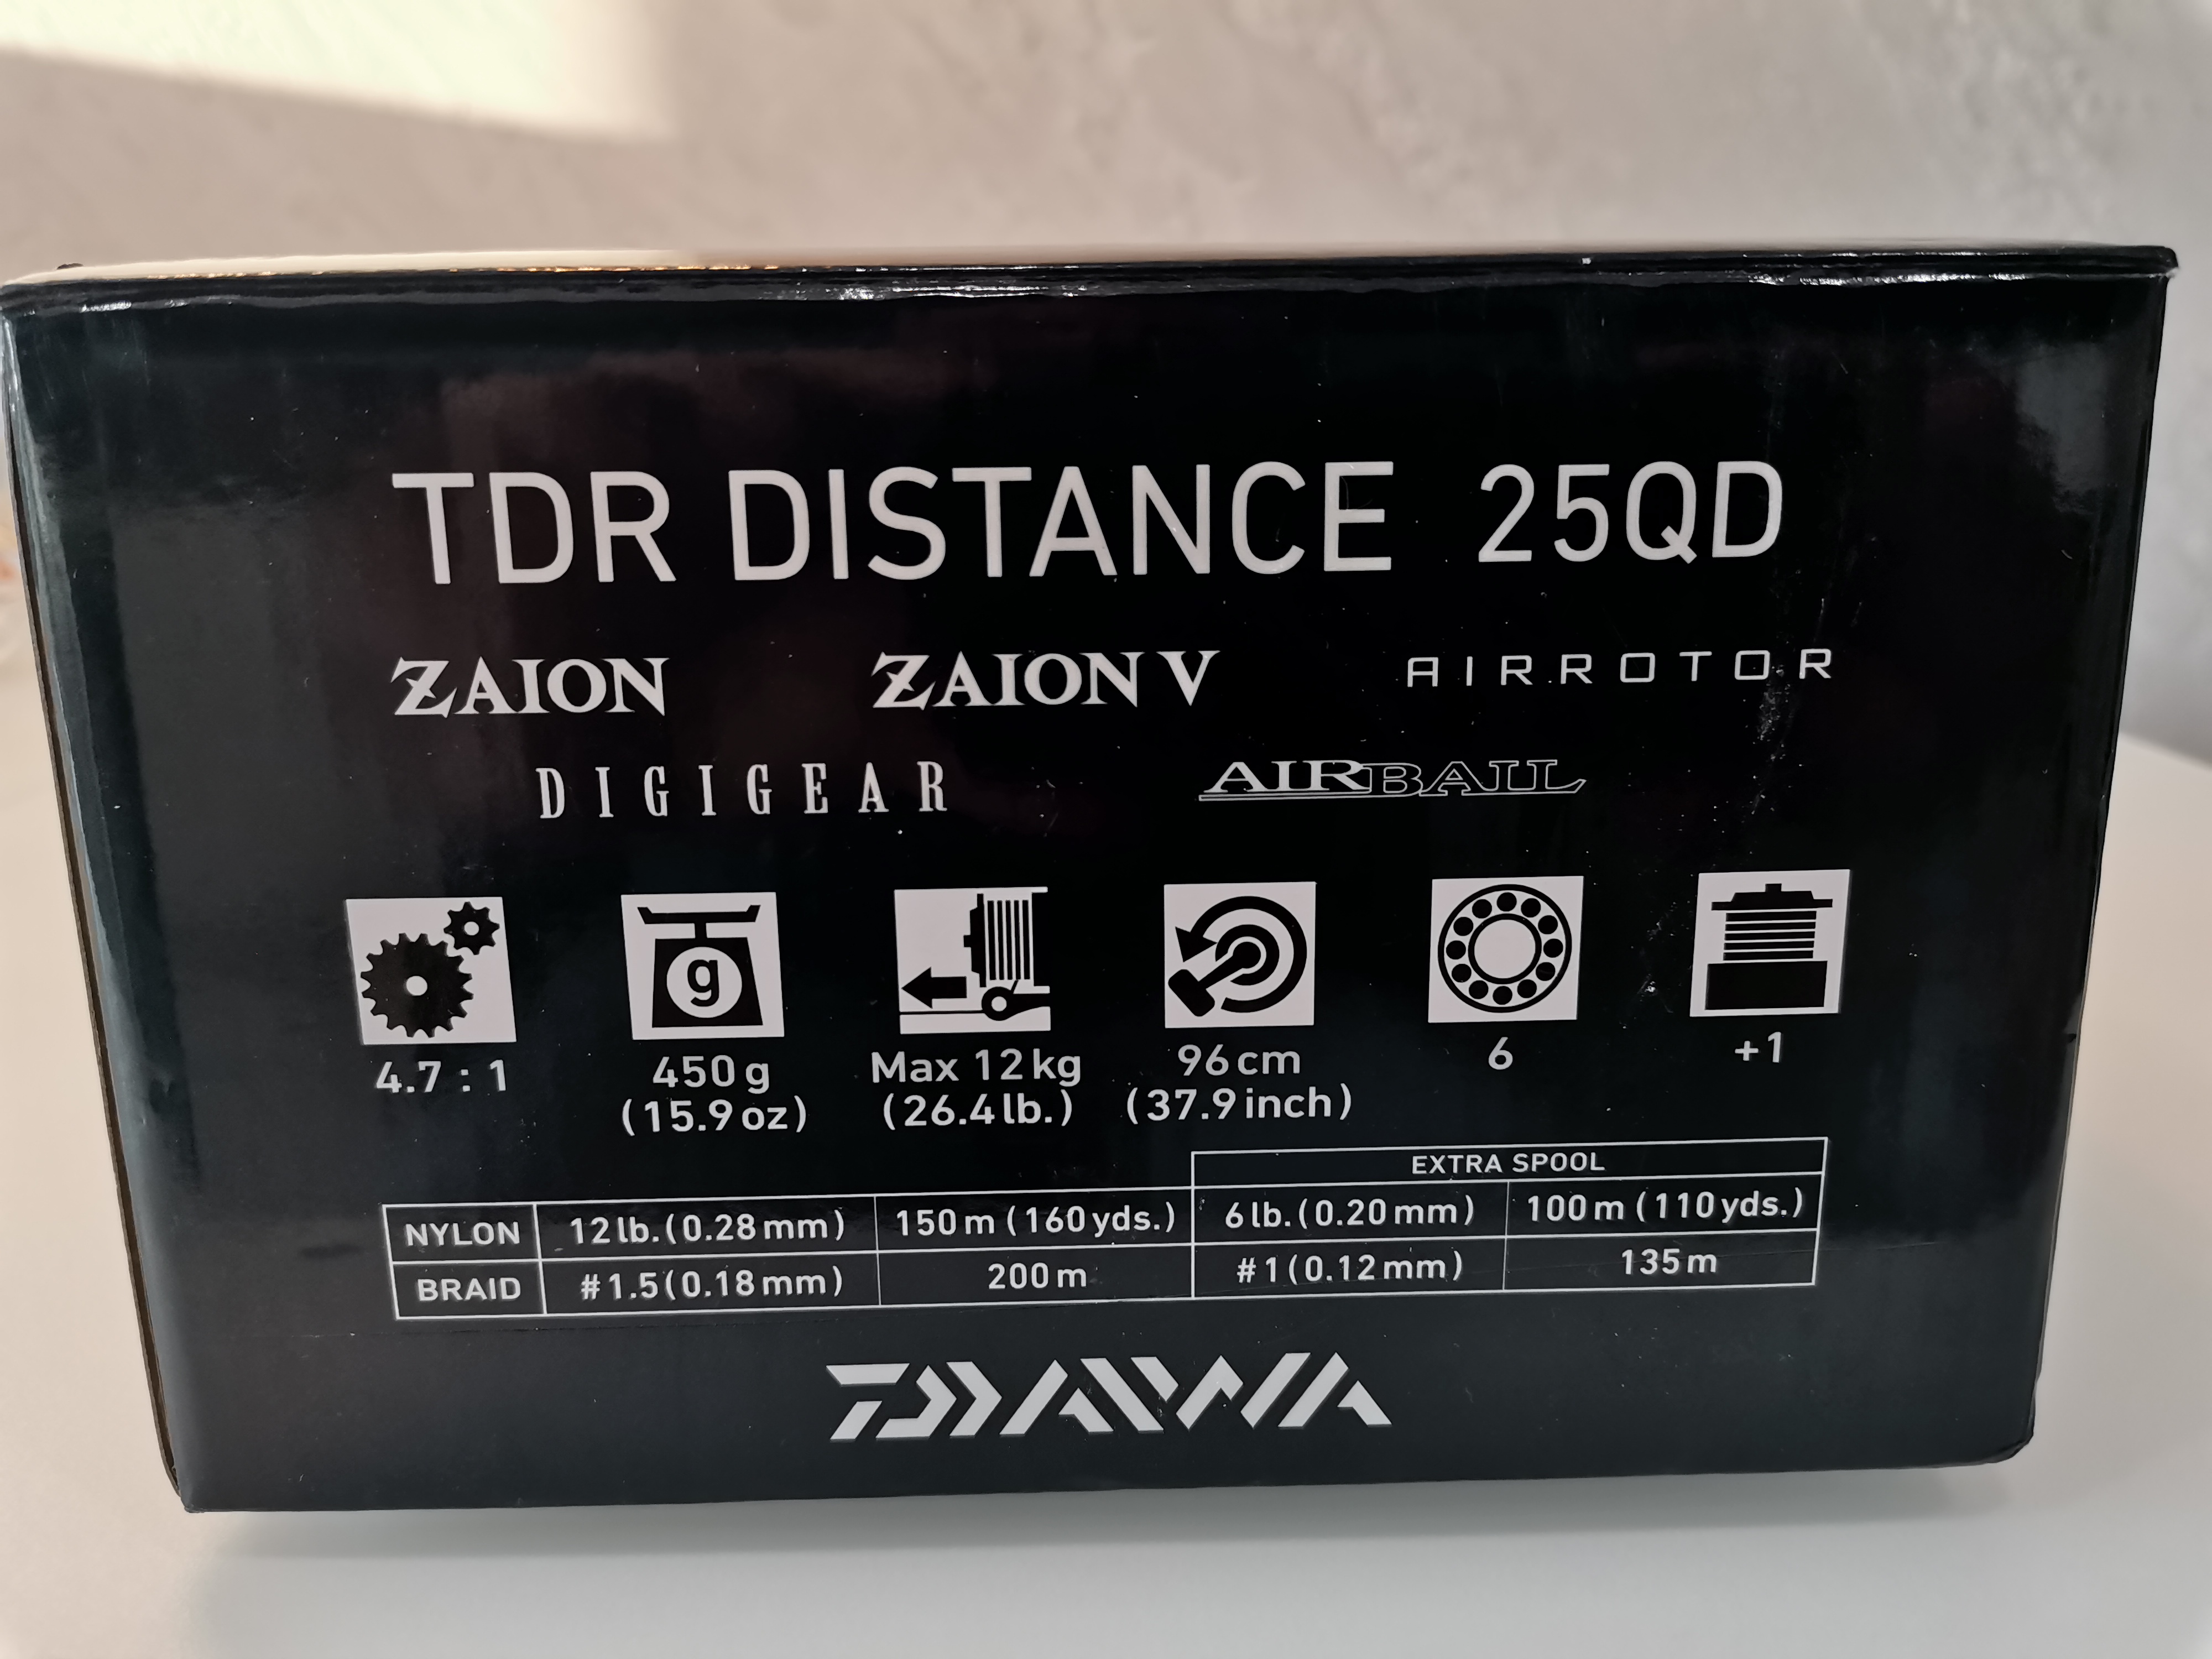 TDR DISTANCE 25QD
ZAION ZAION V AIRROTOR
DIGIGEAR AIRBAIL
g
4.7 : 1 450 g Max 12 kg 96 cm 6 +1
(15.9 oz) (26.4 lb.) (37.9 inch)
EXTRA SPOOL
NYLON 12 lb. (0.28 mm) 150 m (160 yds.) 6 lb. (0.20 mm) 100 m (110 yds.)
BRAID #1.5 (0.18 mm) 200 m #1 (0.12 mm) 135 m
DAIWA